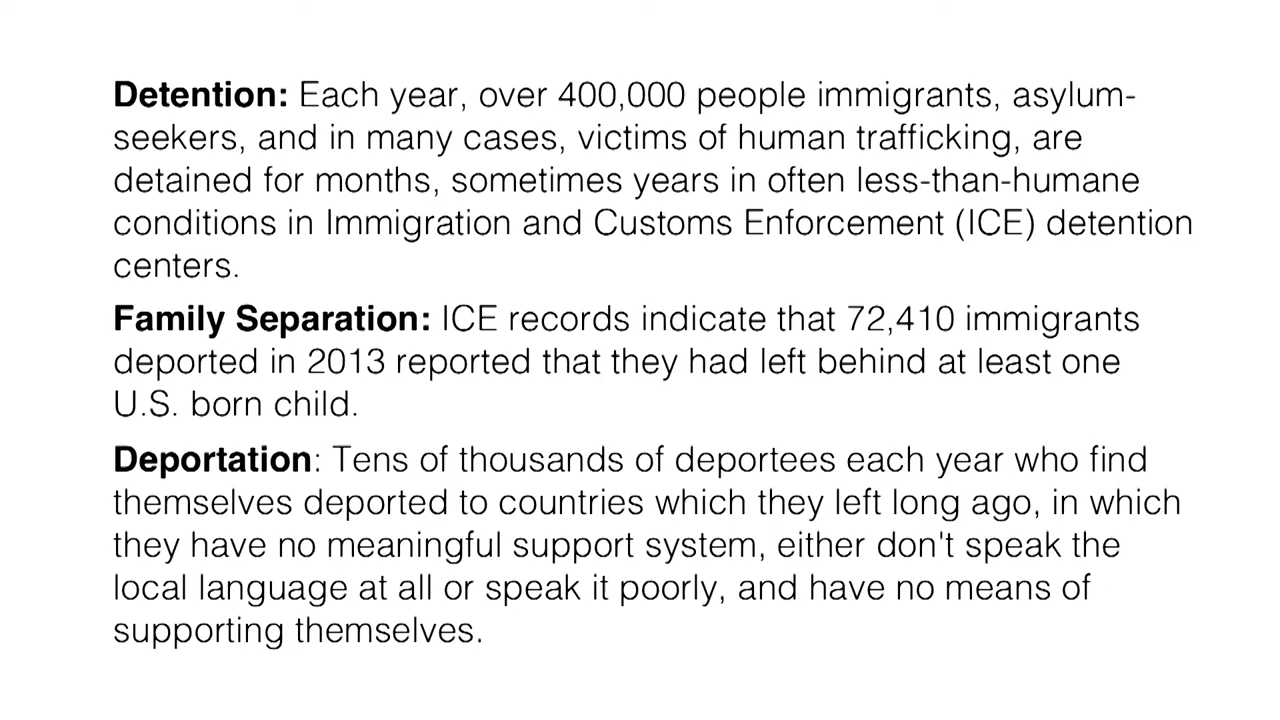 Detention: Each year, over 400,000 people immigrants, asylum-
seekers, and in many cases, victims of human trafficking, are
detained for months, sometimes years in often less-than-humane
conditions in Immigration and Customs Enforcement (ICE) detention
centers.
Family Separation: ICE records indicate that 72,410 immigrants
deported in 2013 reported that they had left behind at least one
U.S. born child.
Deportation: Tens of thousands of deportees each year who find
themselves deported to countries which they left long ago, in which
they have no meaningful support system, either don't speak the
local language at all or speak it poorly, and have no means of
supporting themselves.